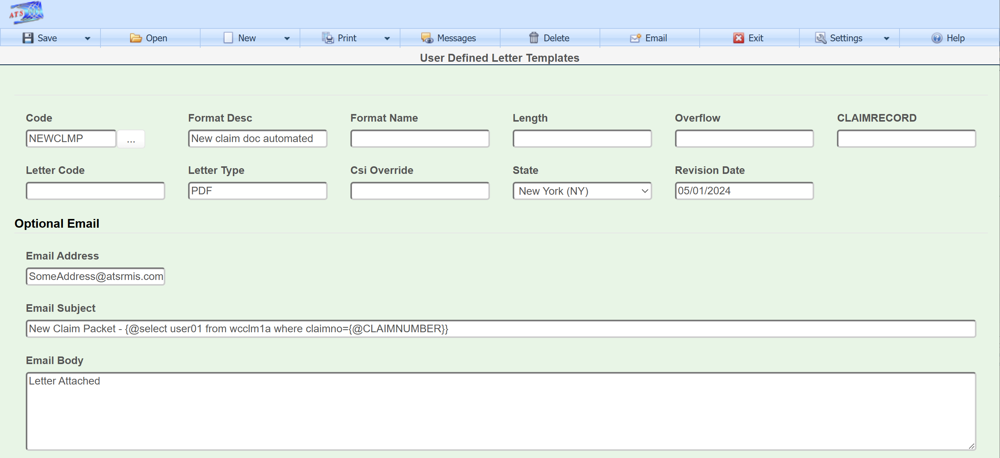 ATS
Save Open New Print Messages Delete Email Exit Settings Help
User Defined Letter Templates
Code Format Desc Format Name Length Overflow CLAIMRECORD
NEWCLMP ... New claim doc automated
Letter Code Letter Type Csi Override State Revision Date
PDF New York (NY) 05/01/2024
Optional Email
Email Address
SomeAddress@atsrmis.com
Email Subject
New Claim Packet - {@select user01 from wcclm1a where claimno={@CLAIMNUMBER}}
Email Body
Letter Attached